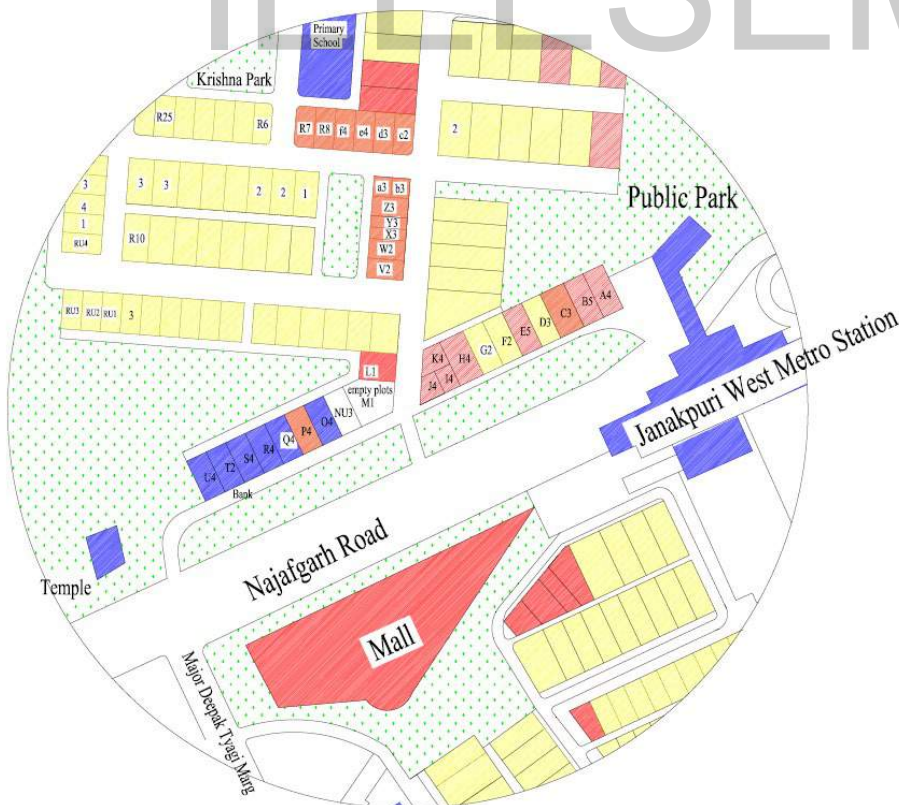 Primary
School
Krishna Park
R25
R6
R7 R8 f4 e4 d3 c2
2
3
4
1
RU4
3 3 2 2 1
a3 b3
Z3
Y3
X3
W2
V2
R10
Public Park
RU3 RU2 RU1 3
K4 H4 G2 F2 E5 D3 C3 B5 A4
J4 I4
L1
empty plots
M1
NU3
U4 T2 S4 R4 Q4 P4 O4
Bank
Janakpuri West Metro Station
Temple
Najafgarh Road
Mall
Major Deepak Tyagi Marg